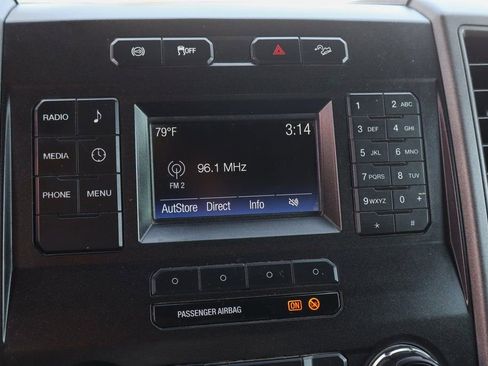 OFF
RADIO
MEDIA
PHONE MENU
79°F 3:14
96.1 MHz
FM 2
AutStore Direct Info
1 2 ABC
3 DEF 4 GHI
5 JKL 6 MNO
7 PQRS 8 TUV
9 WXYZ 0 +
* #
PASSENGER AIRBAG ON